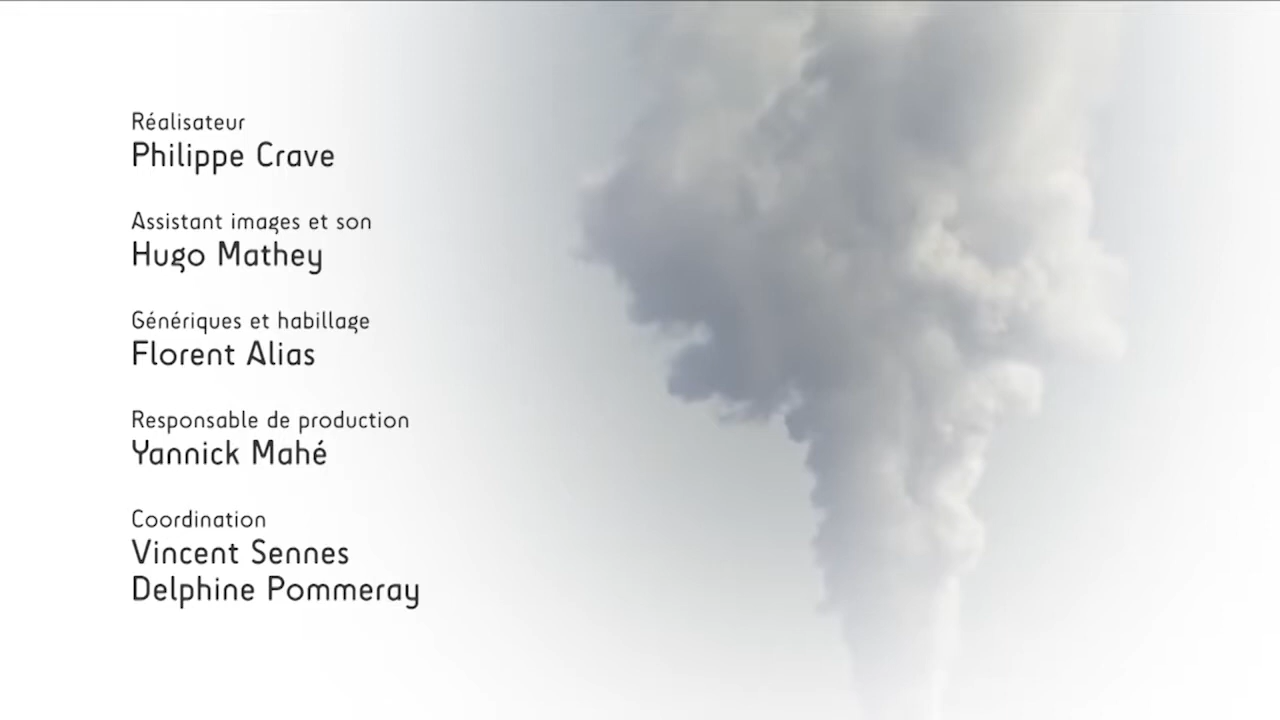 Réalisateur
Philippe Crave
Assistant images et son
Hugo Mathey
Génériques et habillage
Florent Alias
Responsable de production
Yannick Mahé
Coordination
Vincent Sennes
Delphine Pommeray